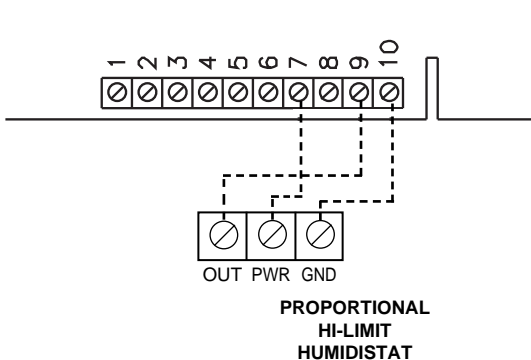 1 2 3 4 5 6 7 8 9 10
OUT PWR GND
PROPORTIONAL
HI-LIMIT
HUMIDISTAT